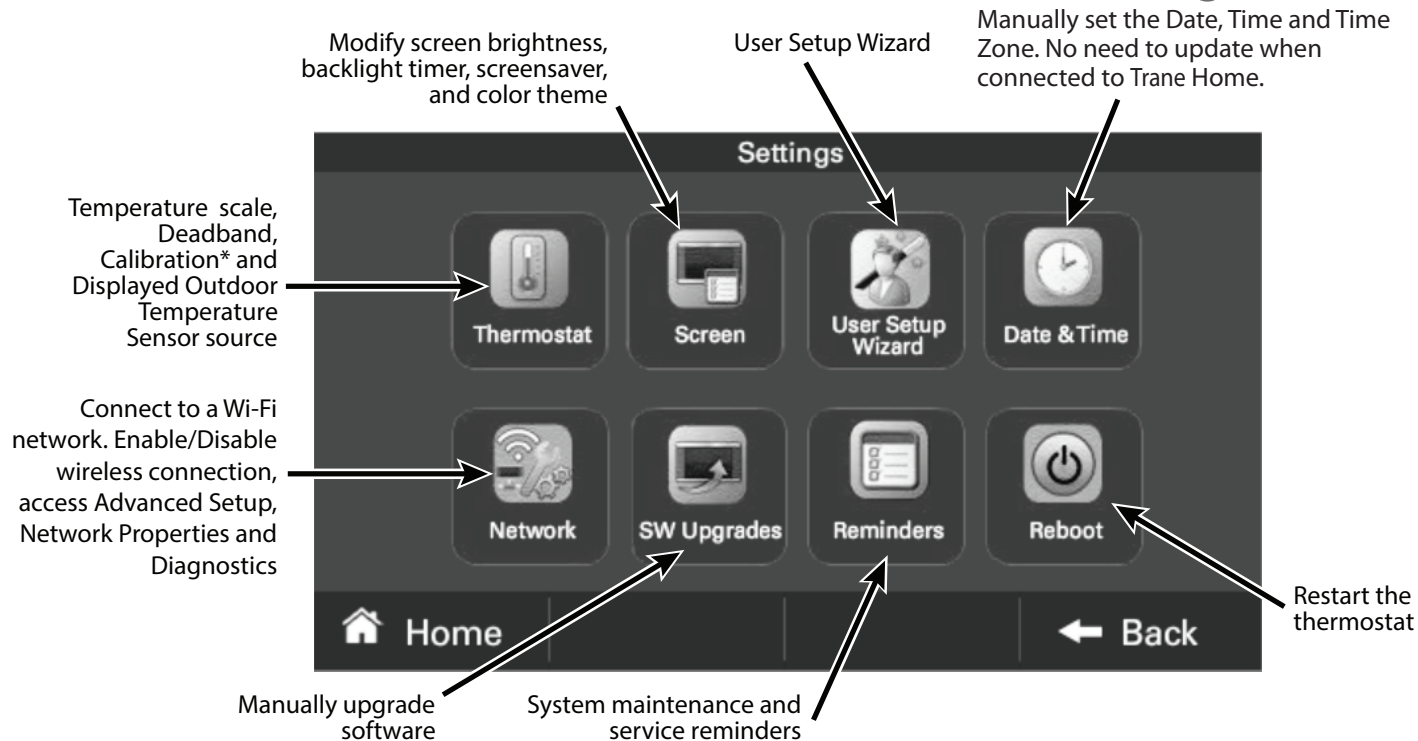 Modify screen brightness,
backlight timer, screensaver,
and color theme
User Setup Wizard
Manually set the Date, Time and Time
Zone. No need to update when
connected to Trane Home.
Settings
Temperature scale,
Deadband,
Calibration* and
Displayed Outdoor
Temperature
Sensor source
Thermostat
Screen
User Setup
Wizard
Date & Time
Connect to a Wi-Fi
network. Enable/Disable
wireless connection,
access Advanced Setup,
Network Properties and
Diagnostics
Network
SW Upgrades
Reminders
Reboot
Restart the
thermostat
Home
Back
Manually upgrade
software
System maintenance and
service reminders